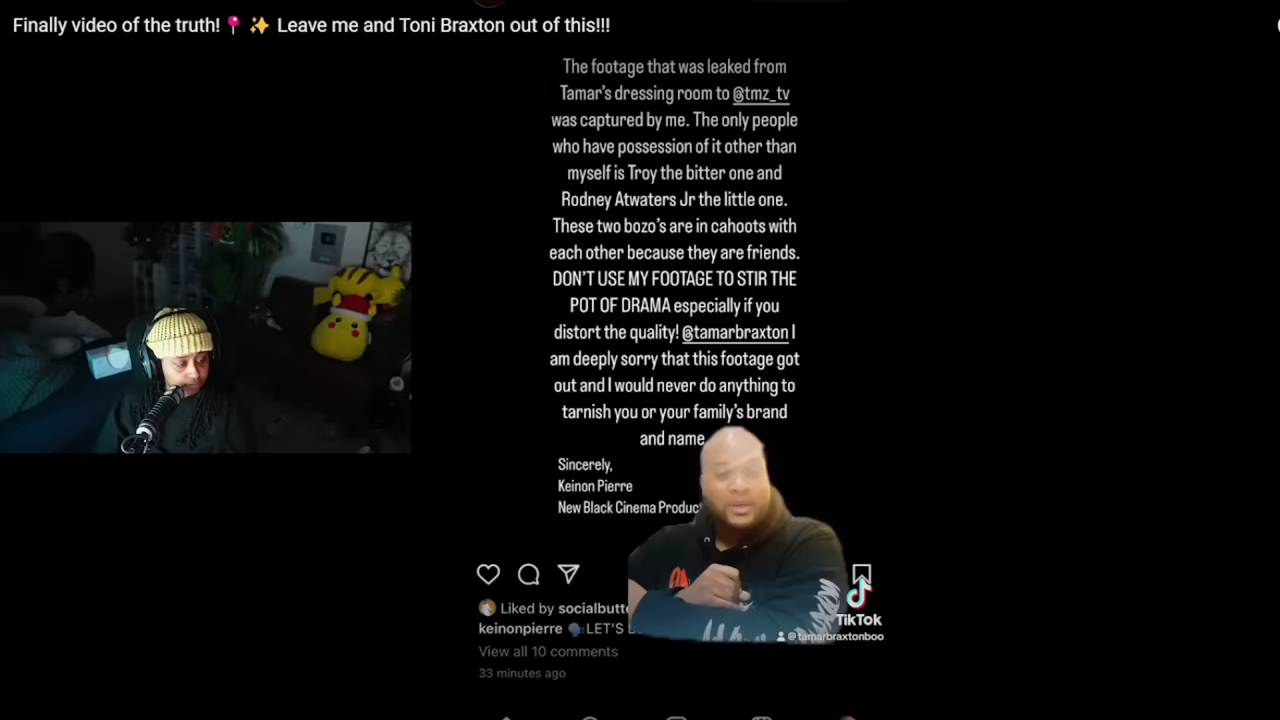 Finally video of the truth!📍 ✨ Leave me and Toni Braxton out of this!!!
The footage that was leaked from
Tamar's dressing room to @tmz_tv
was captured by me. The only people
who have possession of it other than
myself is Troy the bitter one and
Rodney Atwaters Jr the little one.
These two bozo's are in cahoots with
each other because they are friends.
DON'T USE MY FOOTAGE TO STIR THE
POT OF DRAMA especially if you
distort the quality! @tamarbraxton I
am deeply sorry that this footage got
out and I would never do anything to
tarnish you or your family's brand
and name
Sincerely,
Keinon Pierre
New Black Cinema Produc
Liked by socialbutt
keinonpierre 🗣️LET'S
View all 10 comments
33 minutes ago
TikTok
@tamarbraxtonboo